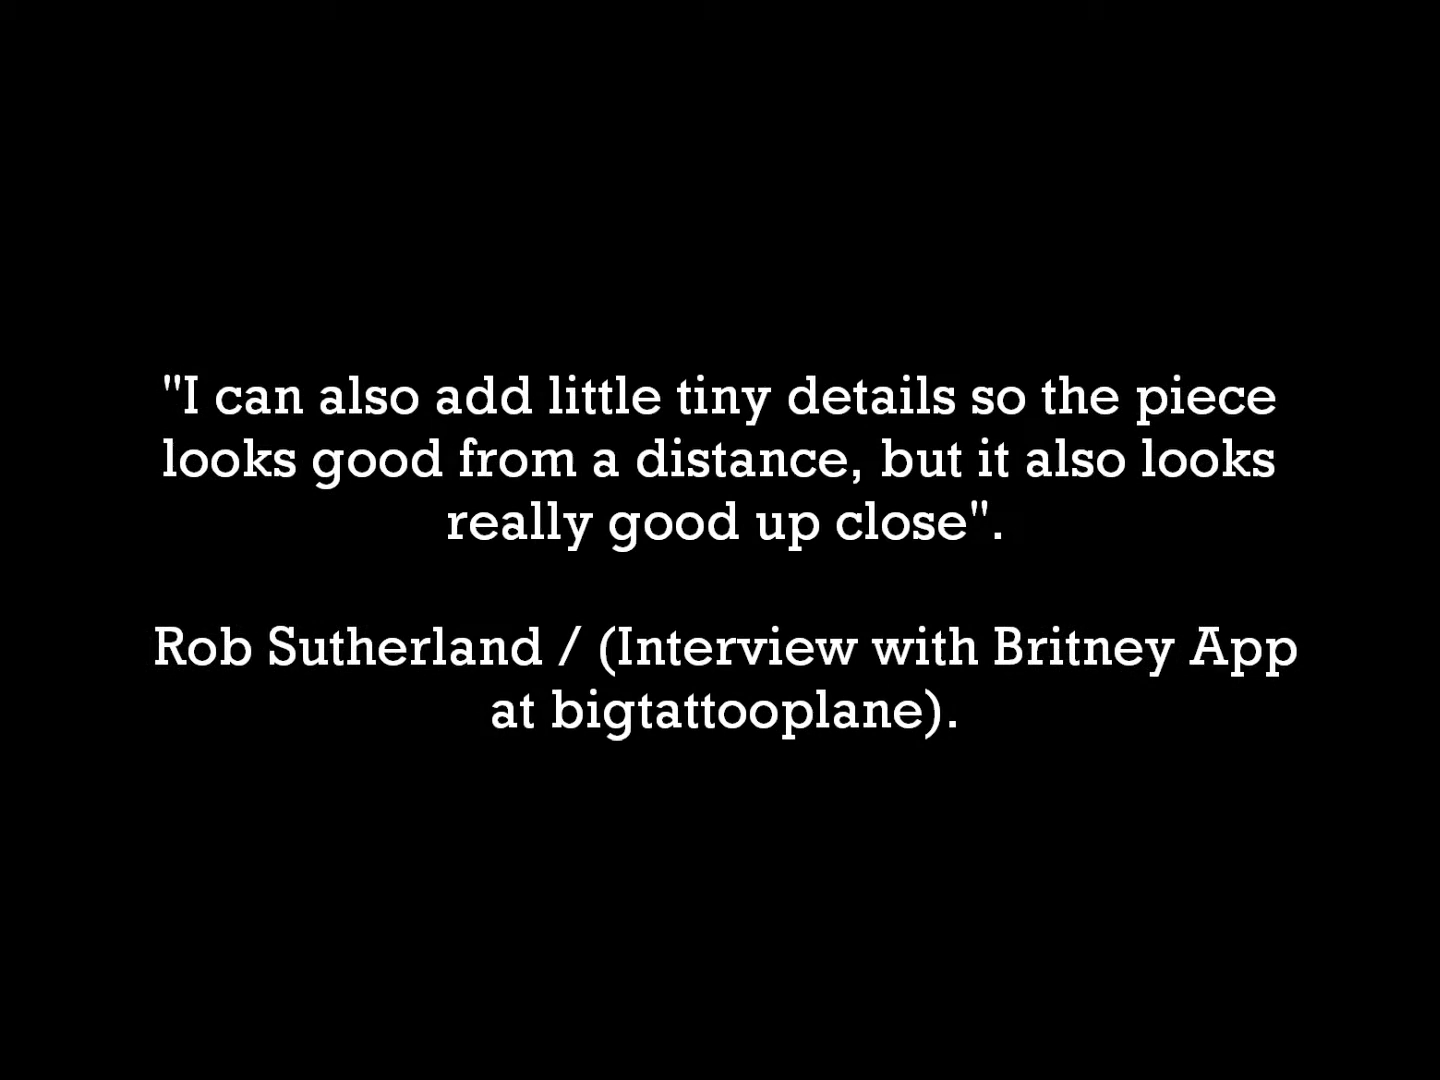 "I can also add little tiny details so the piece
looks good from a distance, but it also looks
really good up close".
Rob Sutherland / (Interview with Britney App
at bigtattooplane).